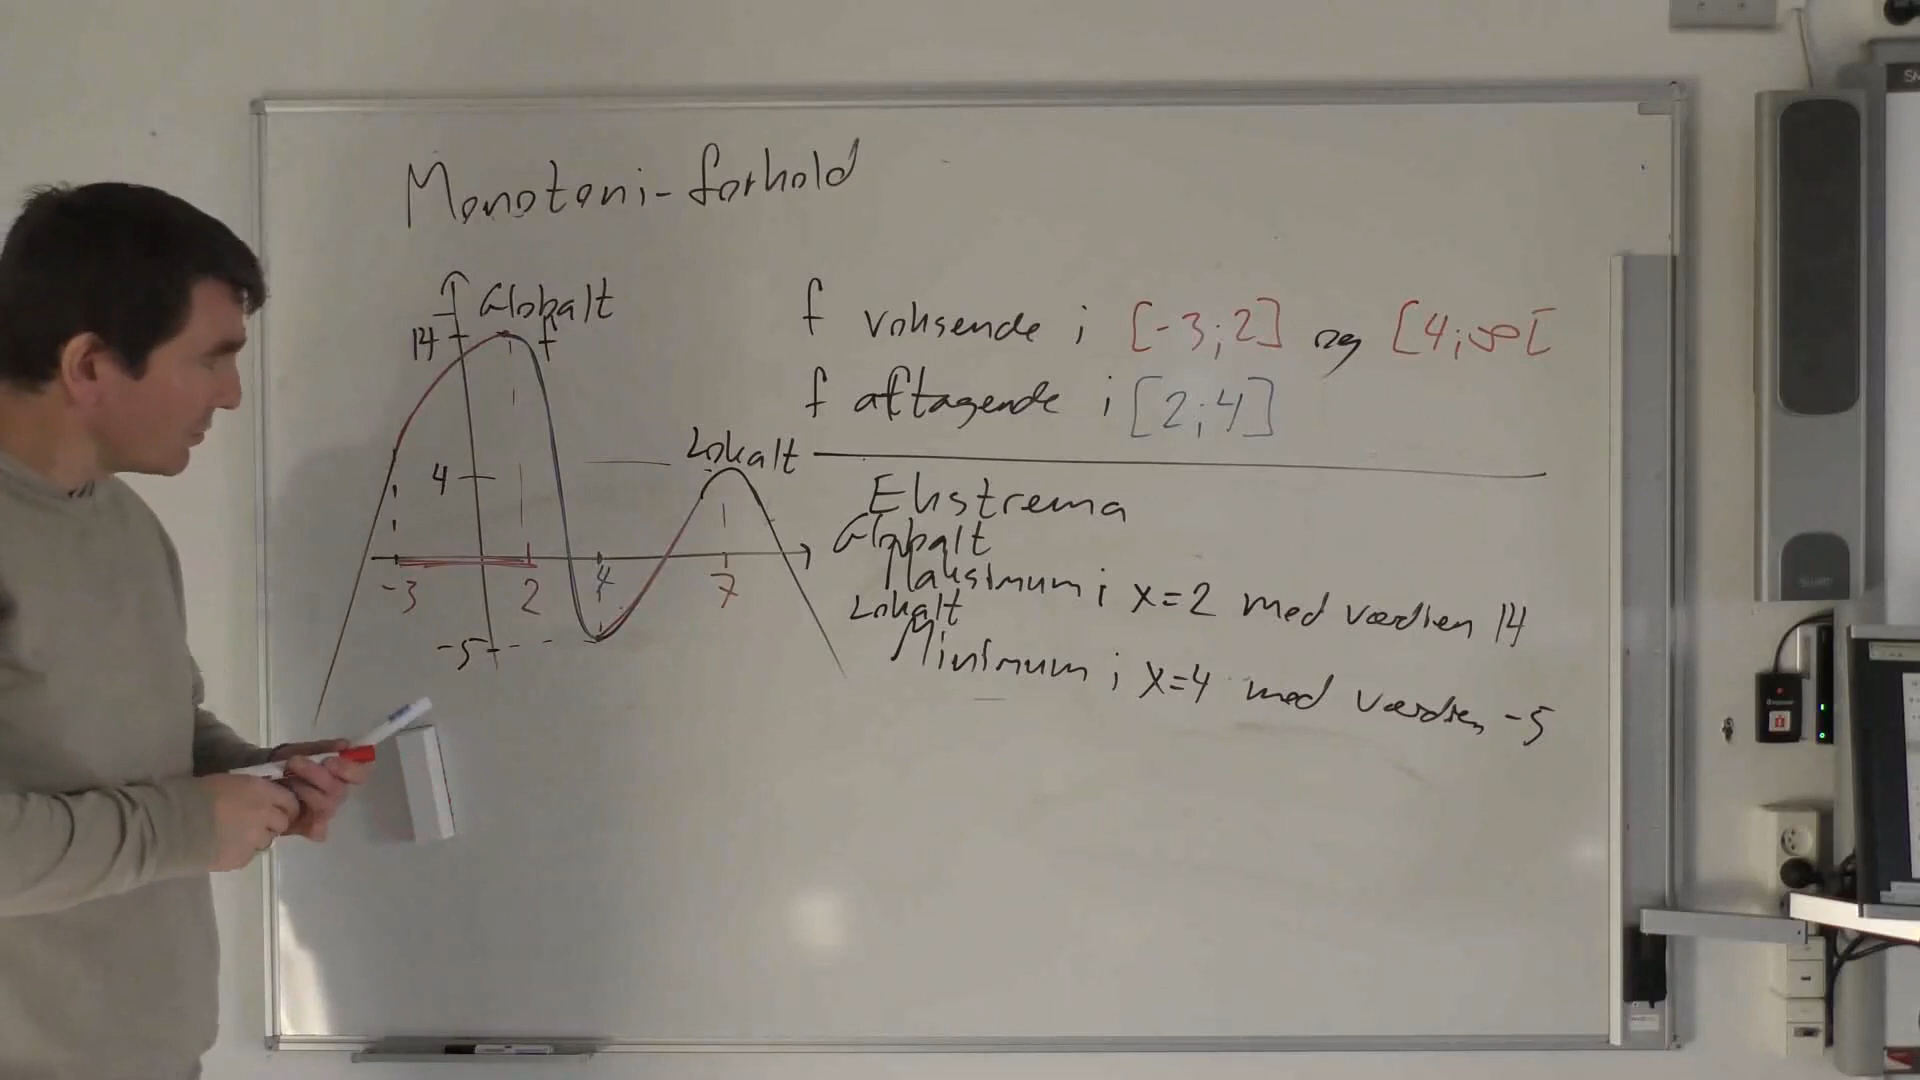 Monotoni-forhold
Globalt
14
f
4
Lokalt
-3
2
4
7
-5
f voksende i [-3;2] og [4;∞[
f aftagende i [2;4]
Ekstrema
Globalt
Maksimum i x=2 med værdien 14
Lokalt
Minimum i x=4 med værdien -5